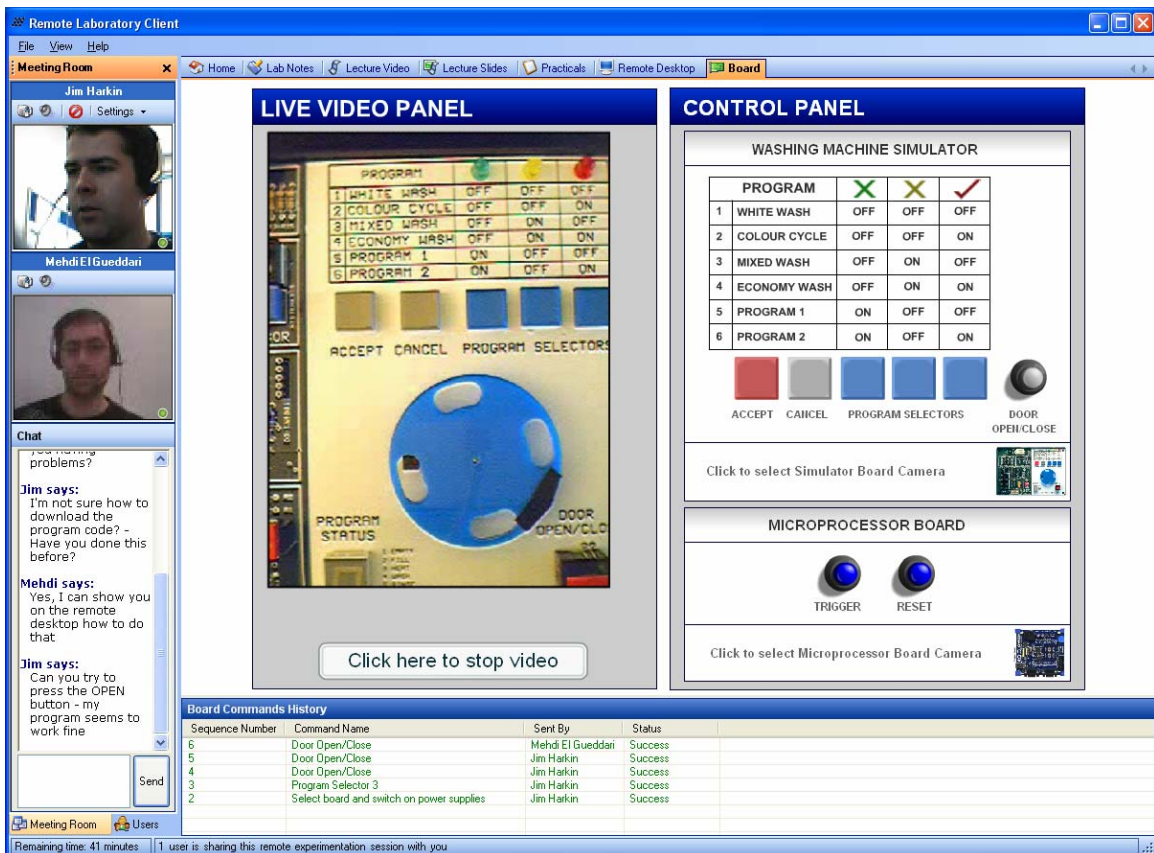 Remote Laboratory Client
File View Help
Meeting Room
Home Lab Notes Lecture Video Lecture Slides Practicals Remote Desktop Board
Jim Harkin
Settings
Mehdi El Gueddari
Chat
problems?
Jim says:
I'm not sure how to
download the
program code? -
Have you done this
before?
Mehdi says:
Yes, I can show you
on the remote
desktop how to do
that
Jim says:
Can you try to
press the OPEN
button - my
program seems to
work fine
Send
Meeting Room Users
LIVE VIDEO PANEL
PROGRAM
1 WHITE WASH OFF OFF OFF
2 COLOUR CYCLE OFF OFF ON
3 MIXED WASH OFF ON OFF
4 ECONOMY WASH OFF ON ON
5 PROGRAM 1 ON OFF OFF
6 PROGRAM 2 ON OFF ON
ACCEPT CANCEL PROGRAM SELECTORS
PROGRAM
STATUS
DOOR
OPEN/CLO
Click here to stop video
CONTROL PANEL
WASHING MACHINE SIMULATOR
PROGRAM
1 WHITE WASH OFF OFF OFF
2 COLOUR CYCLE OFF OFF ON
3 MIXED WASH OFF ON OFF
4 ECONOMY WASH OFF ON ON
5 PROGRAM 1 ON OFF OFF
6 PROGRAM 2 ON OFF ON
ACCEPT CANCEL PROGRAM SELECTORS DOOR
OPEN/CLOSE
Click to select Simulator Board Camera
MICROPROCESSOR BOARD
TRIGGER RESET
Click to select Microprocessor Board Camera
Board Commands History
Sequence Number Command Name Sent By Status
6 Door Open/Close Mehdi El Gueddari Success
5 Door Open/Close Jim Harkin Success
4 Door Open/Close Jim Harkin Success
3 Program Selector 3 Jim Harkin Success
2 Select board and switch on power supplies Jim Harkin Success
Remaining time: 41 minutes 1 user is sharing this remote experimentation session with you